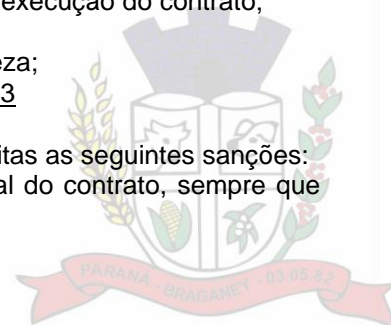 execução do contrato,
eza;
3
itas as seguintes sanções:
al do contrato, sempre que
PARANÁ - BRAGANEY - 03.05.82